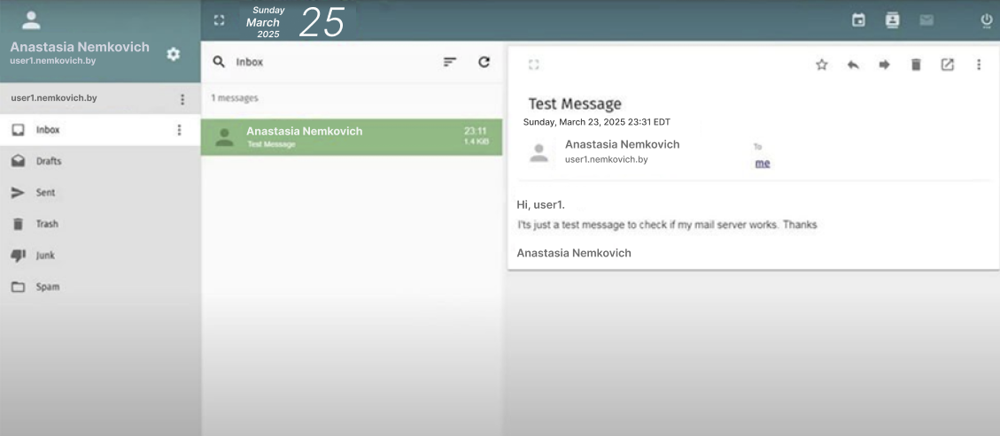 Anastasia Nemkovich
user1.nemkovich.by
Sunday
March
2025
25
user1.nemkovich.by
Inbox
Drafts
Sent
Trash
Junk
Spam
Inbox
1 messages
Anastasia Nemkovich
23:11
Test Message
1.4 KiB
Test Message
Sunday, March 23, 2025 23:31 EDT
Anastasia Nemkovich
To
user1.nemkovich.by
me
Hi, user1.
I'ts just a test message to check if my mail server works. Thanks
Anastasia Nemkovich